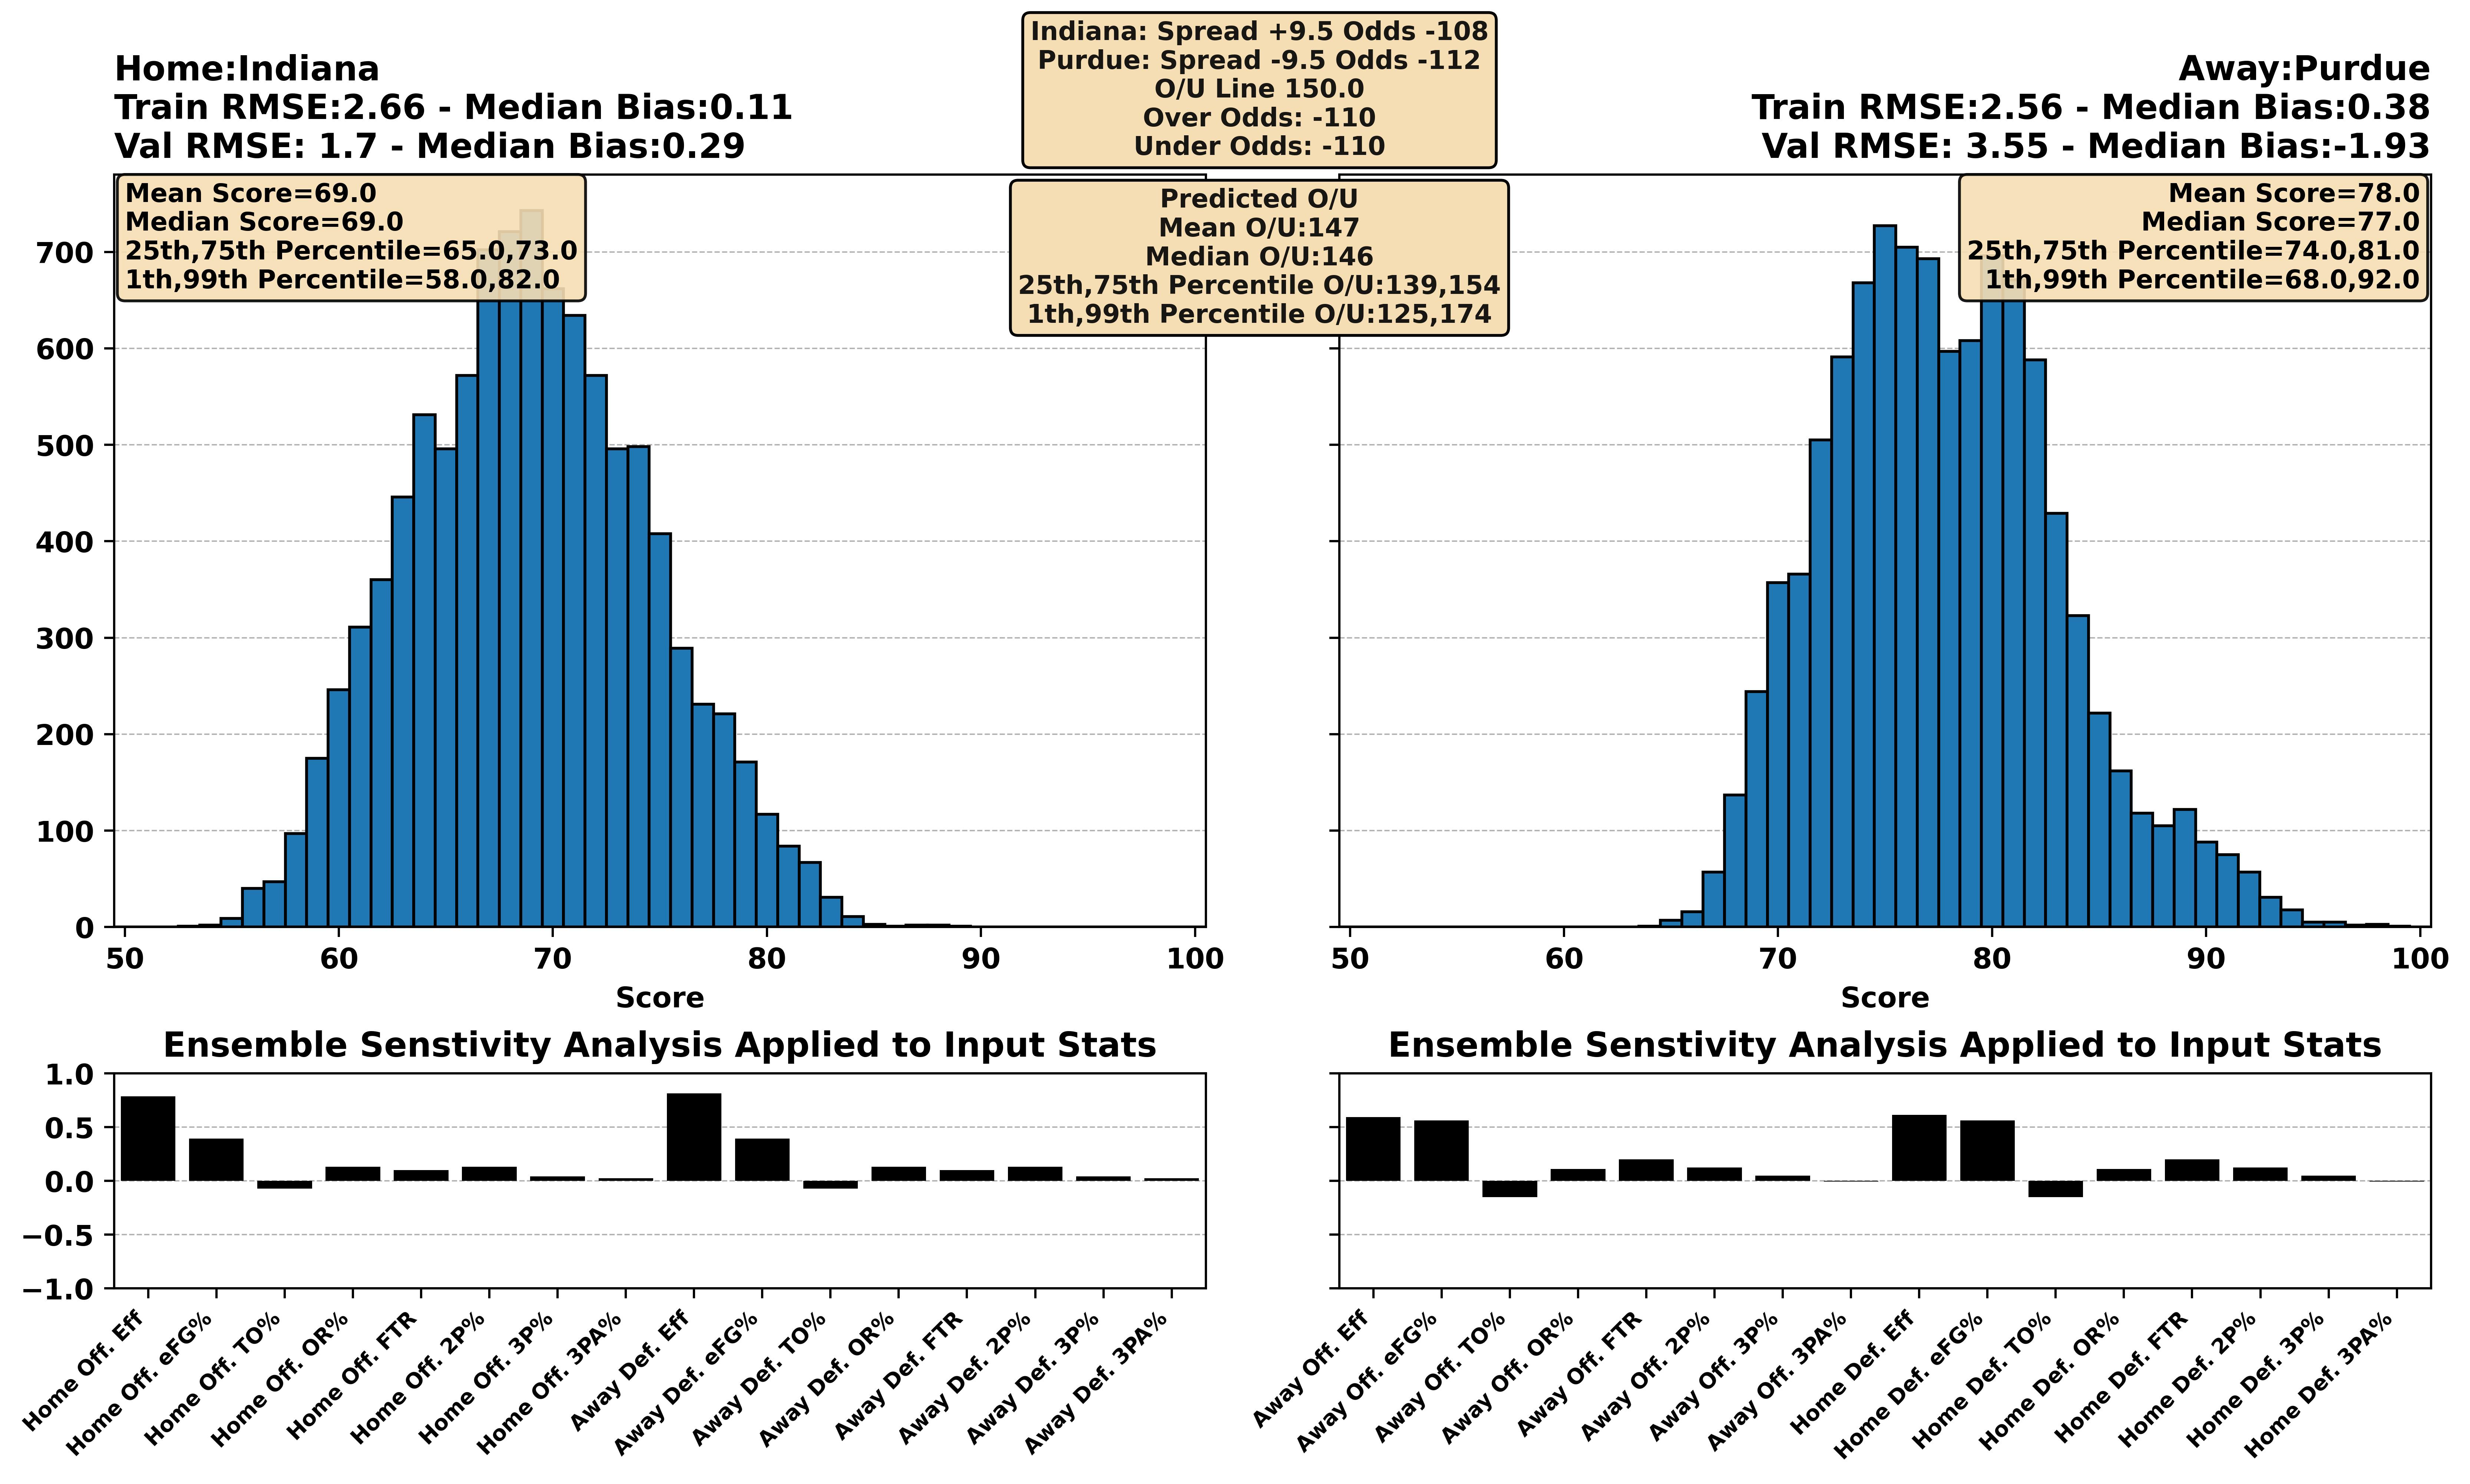 Indiana: Spread +9.5 Odds -108
Purdue: Spread -9.5 Odds -112
O/U Line 150.0
Over Odds: -110
Under Odds: -110
Home:Indiana
Train RMSE:2.66 - Median Bias:0.11
Val RMSE: 1.7 - Median Bias:0.29
Away:Purdue
Train RMSE:2.56 - Median Bias:0.38
Val RMSE: 3.55 - Median Bias:-1.93
Mean Score=69.0
Median Score=69.0
25th,75th Percentile=65.0,73.0
1th,99th Percentile=58.0,82.0
Predicted O/U
Mean O/U:147
Median O/U:146
25th,75th Percentile O/U:139,154
1th,99th Percentile O/U:125,174
Mean Score=78.0
Median Score=77.0
25th,75th Percentile=74.0,81.0
1th,99th Percentile=68.0,92.0
700
600
500
400
300
200
100
0
50 60 70 80 90 100
Score
50 60 70 80 90 100
Score
Ensemble Senstivity Analysis Applied to Input Stats
1.0
0.5
0.0
−0.5
−1.0
Home Off. Eff
Home Off. eFG%
Home Off. TO%
Home Off. OR%
Home Off. FTR
Home Off. 2P%
Home Off. 3P%
Home Off. 3PA%
Away Def. Eff
Away Def. eFG%
Away Def. TO%
Away Def. OR%
Away Def. FTR
Away Def. 2P%
Away Def. 3P%
Away Def. 3PA%
Ensemble Senstivity Analysis Applied to Input Stats
Away Off. Eff
Away Off. eFG%
Away Off. TO%
Away Off. OR%
Away Off. FTR
Away Off. 2P%
Away Off. 3P%
Away Off. 3PA%
Home Def. Eff
Home Def. eFG%
Home Def. TO%
Home Def. OR%
Home Def. FTR
Home Def. 2P%
Home Def. 3P%
Home Def. 3PA%